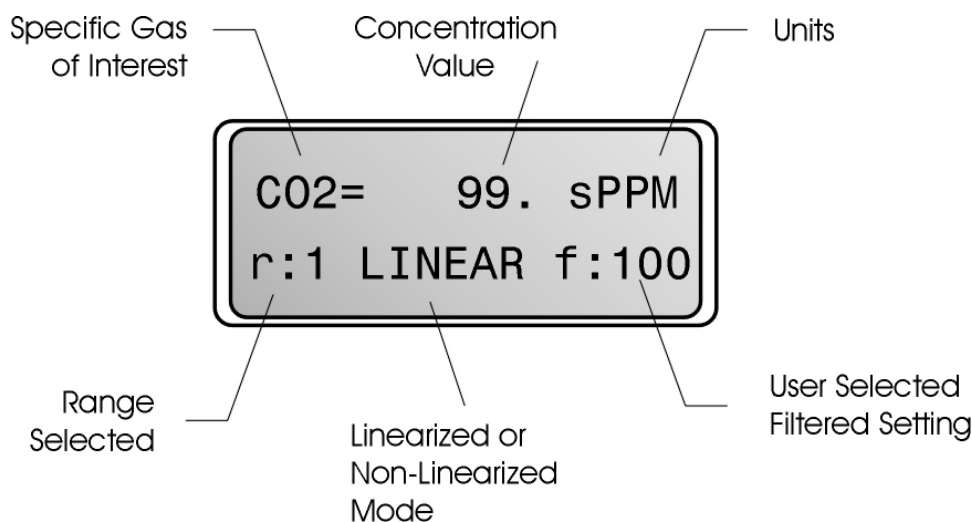 Specific Gas
of Interest
Concentration
Value
Units
CO2= 99. sPPM
r:1 LINEAR f:100
Range
Selected
Linearized or
Non-Linearized
Mode
User Selected
Filtered Setting